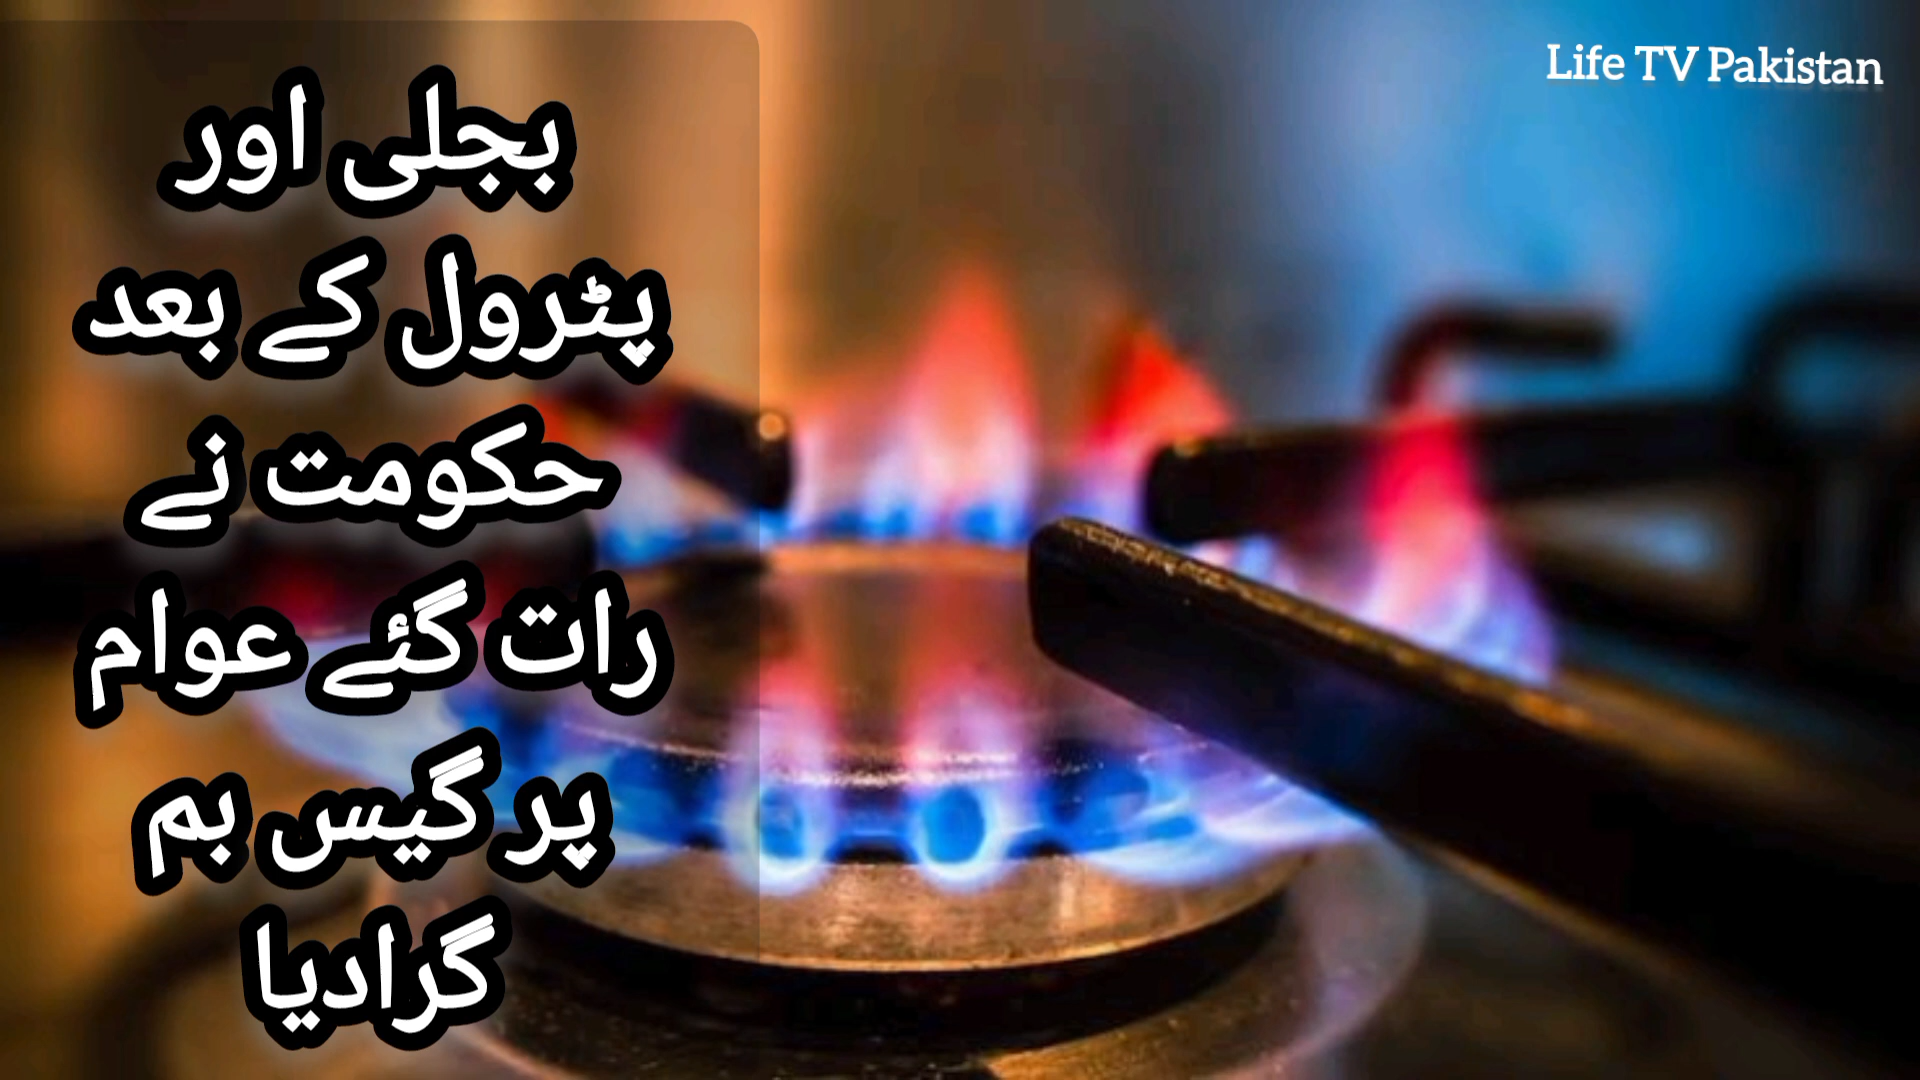 بجلی اور
پٹرول کے بعد
حکومت نے
رات گئے عوام
پر گیس بم
گرادیا
Life TV Pakistan